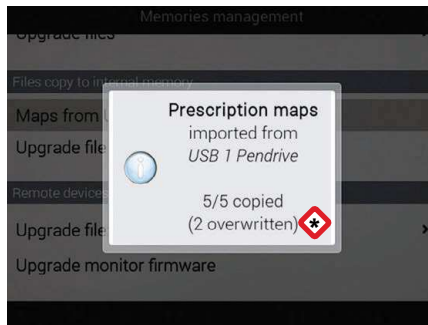 Memories management
Upgrade files
Files copy to internal memory
Maps from
Upgrade file
Remote devices
Upgrade file
Upgrade monitor firmware
Prescription maps
imported from
USB 1 Pendrive
5/5 copied
(2 overwritten) *